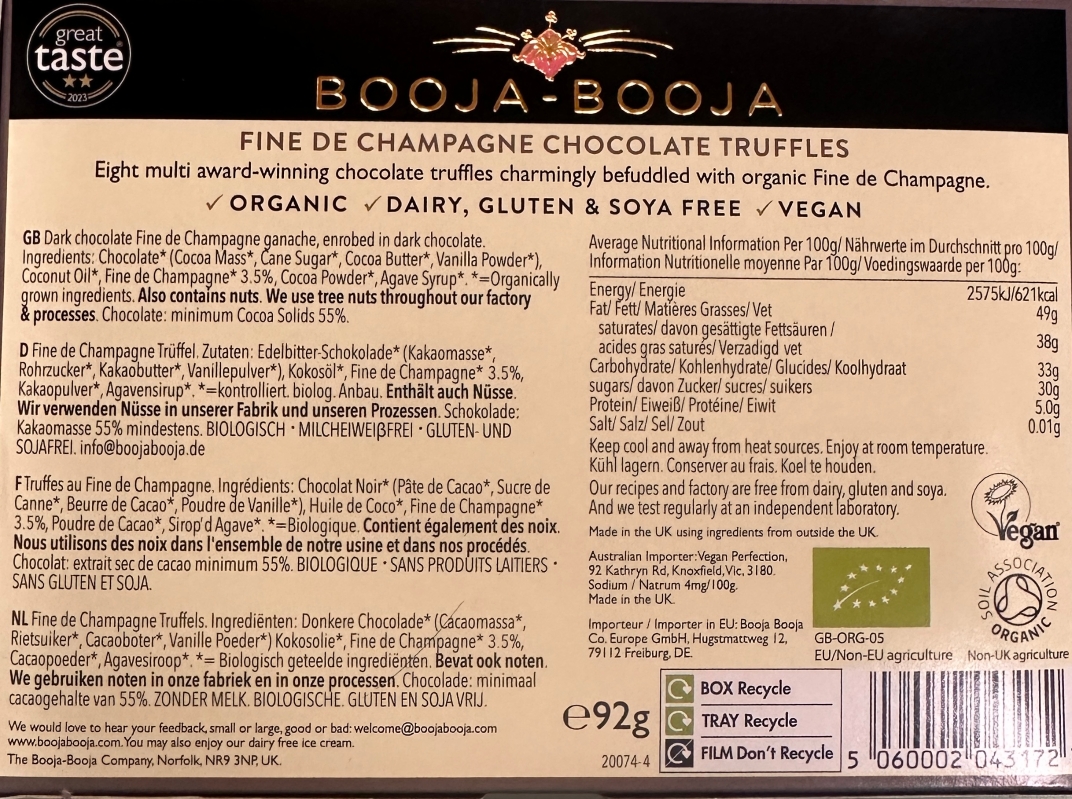 great
taste
2023
BOOJA-BOOJA
FINE DE CHAMPAGNE CHOCOLATE TRUFFLES
Eight multi award-winning chocolate truffles charmingly befuddled with organic Fine de Champagne.
✓ ORGANIC ✓ DAIRY, GLUTEN & SOYA FREE ✓ VEGAN
GB Dark chocolate Fine de Champagne ganache, enrobed in dark chocolate.
Ingredients: Chocolate* (Cocoa Mass*, Cane Sugar*, Cocoa Butter*, Vanilla Powder*),
Coconut Oil*, Fine de Champagne* 3.5%, Cocoa Powder*, Agave Syrup*. *=Organically
grown ingredients. Also contains nuts. We use tree nuts throughout our factory
& processes. Chocolate: minimum Cocoa Solids 55%.
D Fine de Champagne Trüffel. Zutaten: Edelbitter-Schokolade* (Kakaomasse*,
Rohrzucker*, Kakaobutter*, Vanillepulver*), Kokosöl*, Fine de Champagne* 3.5%,
Kakaopulver*, Agavensirup*. *=kontrolliert. biolog. Anbau. Enthält auch Nüsse.
Wir verwenden Nüsse in unserer Fabrik und unseren Prozessen. Schokolade:
Kakaomasse 55% mindestens. BIOLOGISCH · MILCHEIWEIßFREI · GLUTEN- UND
SOJAFREI. info@boojabooja.de
F Truffes au Fine de Champagne. Ingrédients: Chocolat Noir* (Pâte de Cacao*, Sucre de
Canne*, Beurre de Cacao*, Poudre de Vanille*), Huile de Coco*, Fine de Champagne*
3.5%, Poudre de Cacao*, Sirop d'Agave*. *=Biologique. Contient également des noix.
Nous utilisons des noix dans l'ensemble de notre usine et dans nos procédés.
Chocolat: extrait sec de cacao minimum 55%. BIOLOGIQUE · SANS PRODUITS LAITIERS ·
SANS GLUTEN ET SOJA.
NL Fine de Champagne Truffels. Ingrediënten: Donkere Chocolade* (Cacaomassa*,
Rietsuiker*, Cacaoboter*, Vanille Poeder*) Kokosolie*, Fine de Champagne* 3.5%,
Cacaopoeder*, Agavesiroop*. *= Biologisch geteelde ingrediënten. Bevat ook noten.
We gebruiken noten in onze fabriek en in onze processen. Chocolade: minimaal
cacaogehalte van 55%. ZONDER MELK. BIOLOGISCHE. GLUTEN EN SOJA VRIJ.
We would love to hear your feedback, small or large, good or bad: welcome@boojabooja.com
www.boojabooja.com. You may also enjoy our dairy free ice cream.
The Booja-Booja Company, Norfolk, NR9 3NP, UK.
Average Nutritional Information Per 100g/ Nährwerte im Durchschnitt pro 100g/
Information Nutritionelle moyenne Par 100g/ Voedingswaarde per 100g:
Energy/ Energie 2575kJ/621kcal
Fat/ Fett/ Matières Grasses/ Vet 49g
saturates/ davon gesättigte Fettsäuren /
acides gras saturés/ Verzadigd vet 38g
Carbohydrate/ Kohlenhydrate/ Glucides/ Koolhydraat 33g
sugars/ davon Zucker/ sucres/ suikers 30g
Protein/ Eiweiß/ Protéine/ Eiwit 5.0g
Salt/ Salz/ Sel/ Zout 0.01g
Keep cool and away from heat sources. Enjoy at room temperature.
Kühl lagern. Conserver au frais. Koel te houden.
Our recipes and factory are free from dairy, gluten and soya.
And we test regularly at an independent laboratory.
Made in the UK using ingredients from outside the UK.
Australian Importer: Vegan Perfection,
92 Kathryn Rd, Knoxfield, Vic, 3180.
Sodium / Natrum 4mg/100g.
Made in the UK.
Importeur / Importer in EU: Booja Booja
Co. Europe GmbH, Hugstmattweg 12,
79112 Freiburg, DE.
Vegan
SOIL ASSOCIATION
ORGANIC
GB-ORG-05
EU/Non-EU agriculture Non-UK agriculture
e92g
20074-4
BOX Recycle
TRAY Recycle
FILM Don't Recycle
5 060002 043172